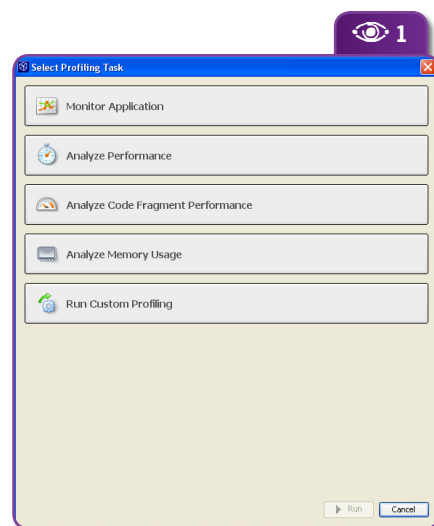 1
Select Profiling Task
Monitor Application
Analyze Performance
Analyze Code Fragment Performance
Analyze Memory Usage
Run Custom Profiling
Run Cancel